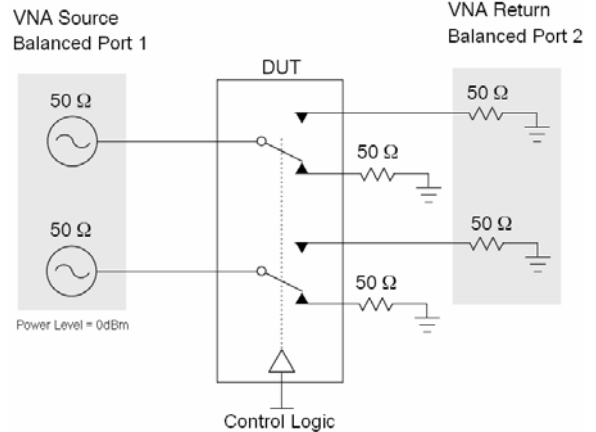 VNA Source
Balanced Port 1
VNA Return
Balanced Port 2
DUT
50 Ω
50 Ω
50 Ω
50 Ω
50 Ω
50 Ω
Power Level = 0dBm
Control Logic